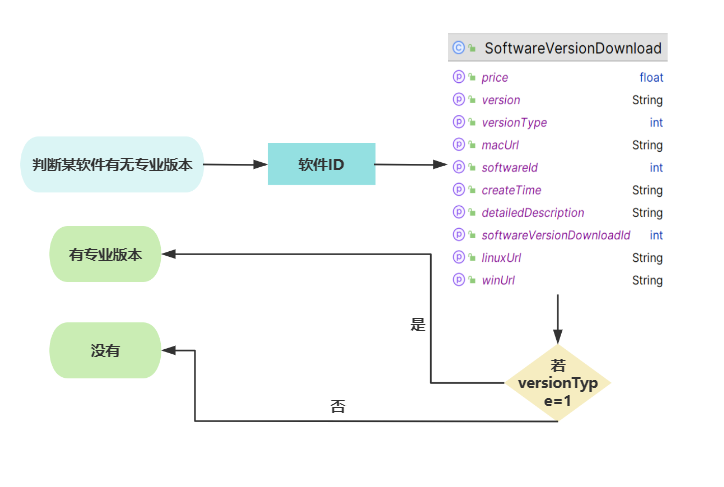 SoftwareVersionDownload
price float
version String
versionType int
macUrl String
softwareId int
createTime String
detailedDescription String
softwareVersionDownloadId int
linuxUrl String
winUrl String
判断某软件有无专业版本
软件ID
有专业版本
没有
是
否
若
versionTyp
e=1